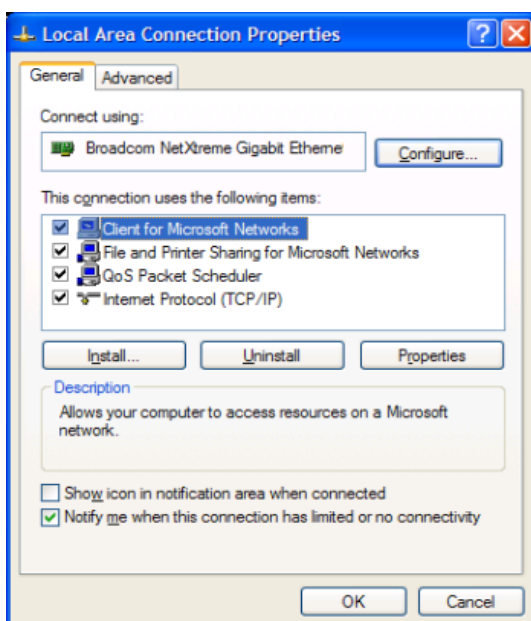 Local Area Connection Properties
General Advanced
Connect using:
Broadcom NetXtreme Gigabit Etherne
Configure...
This connection uses the following items:
Client for Microsoft Networks
File and Printer Sharing for Microsoft Networks
QoS Packet Scheduler
Internet Protocol (TCP/IP)
Install... Uninstall Properties
Description
Allows your computer to access resources on a Microsoft
network.
Show icon in notification area when connected
Notify me when this connection has limited or no connectivity
OK Cancel